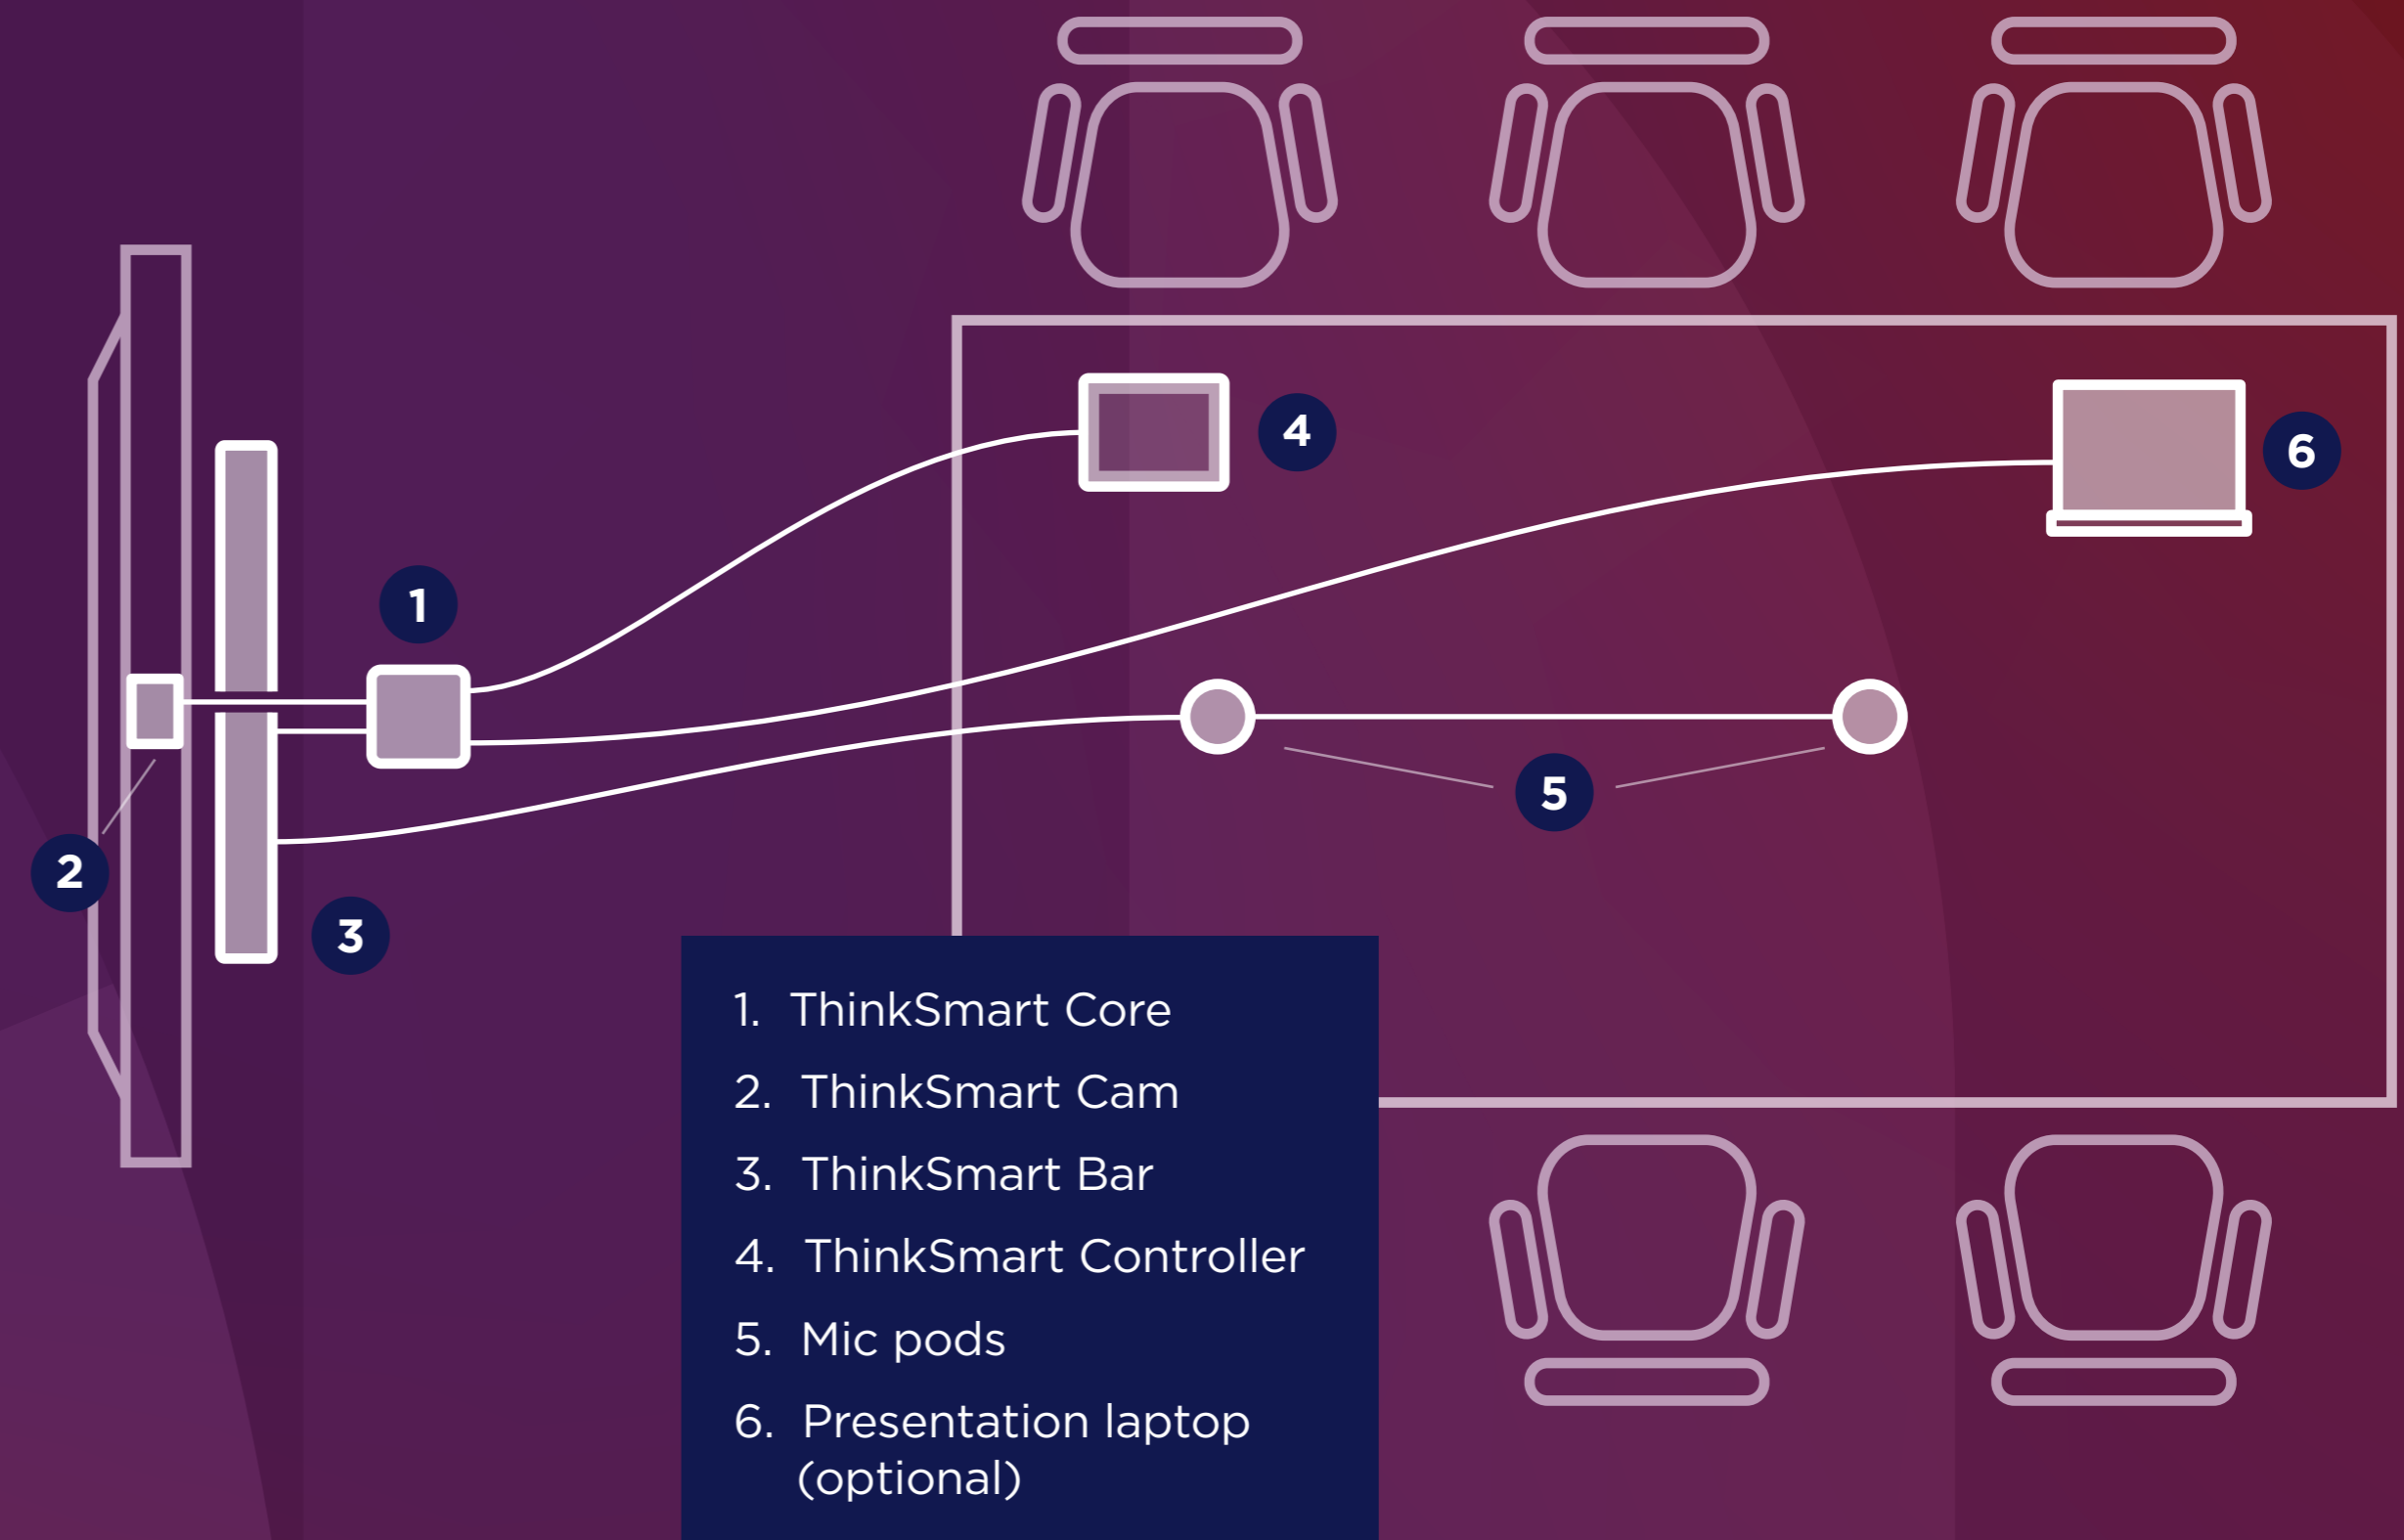 4
6
1
5
2
3
1. ThinkSmart Core
2. ThinkSmart Cam
3. ThinkSmart Bar
4. ThinkSmart Controller
5. Mic pods
6. Presentation laptop
(optional)